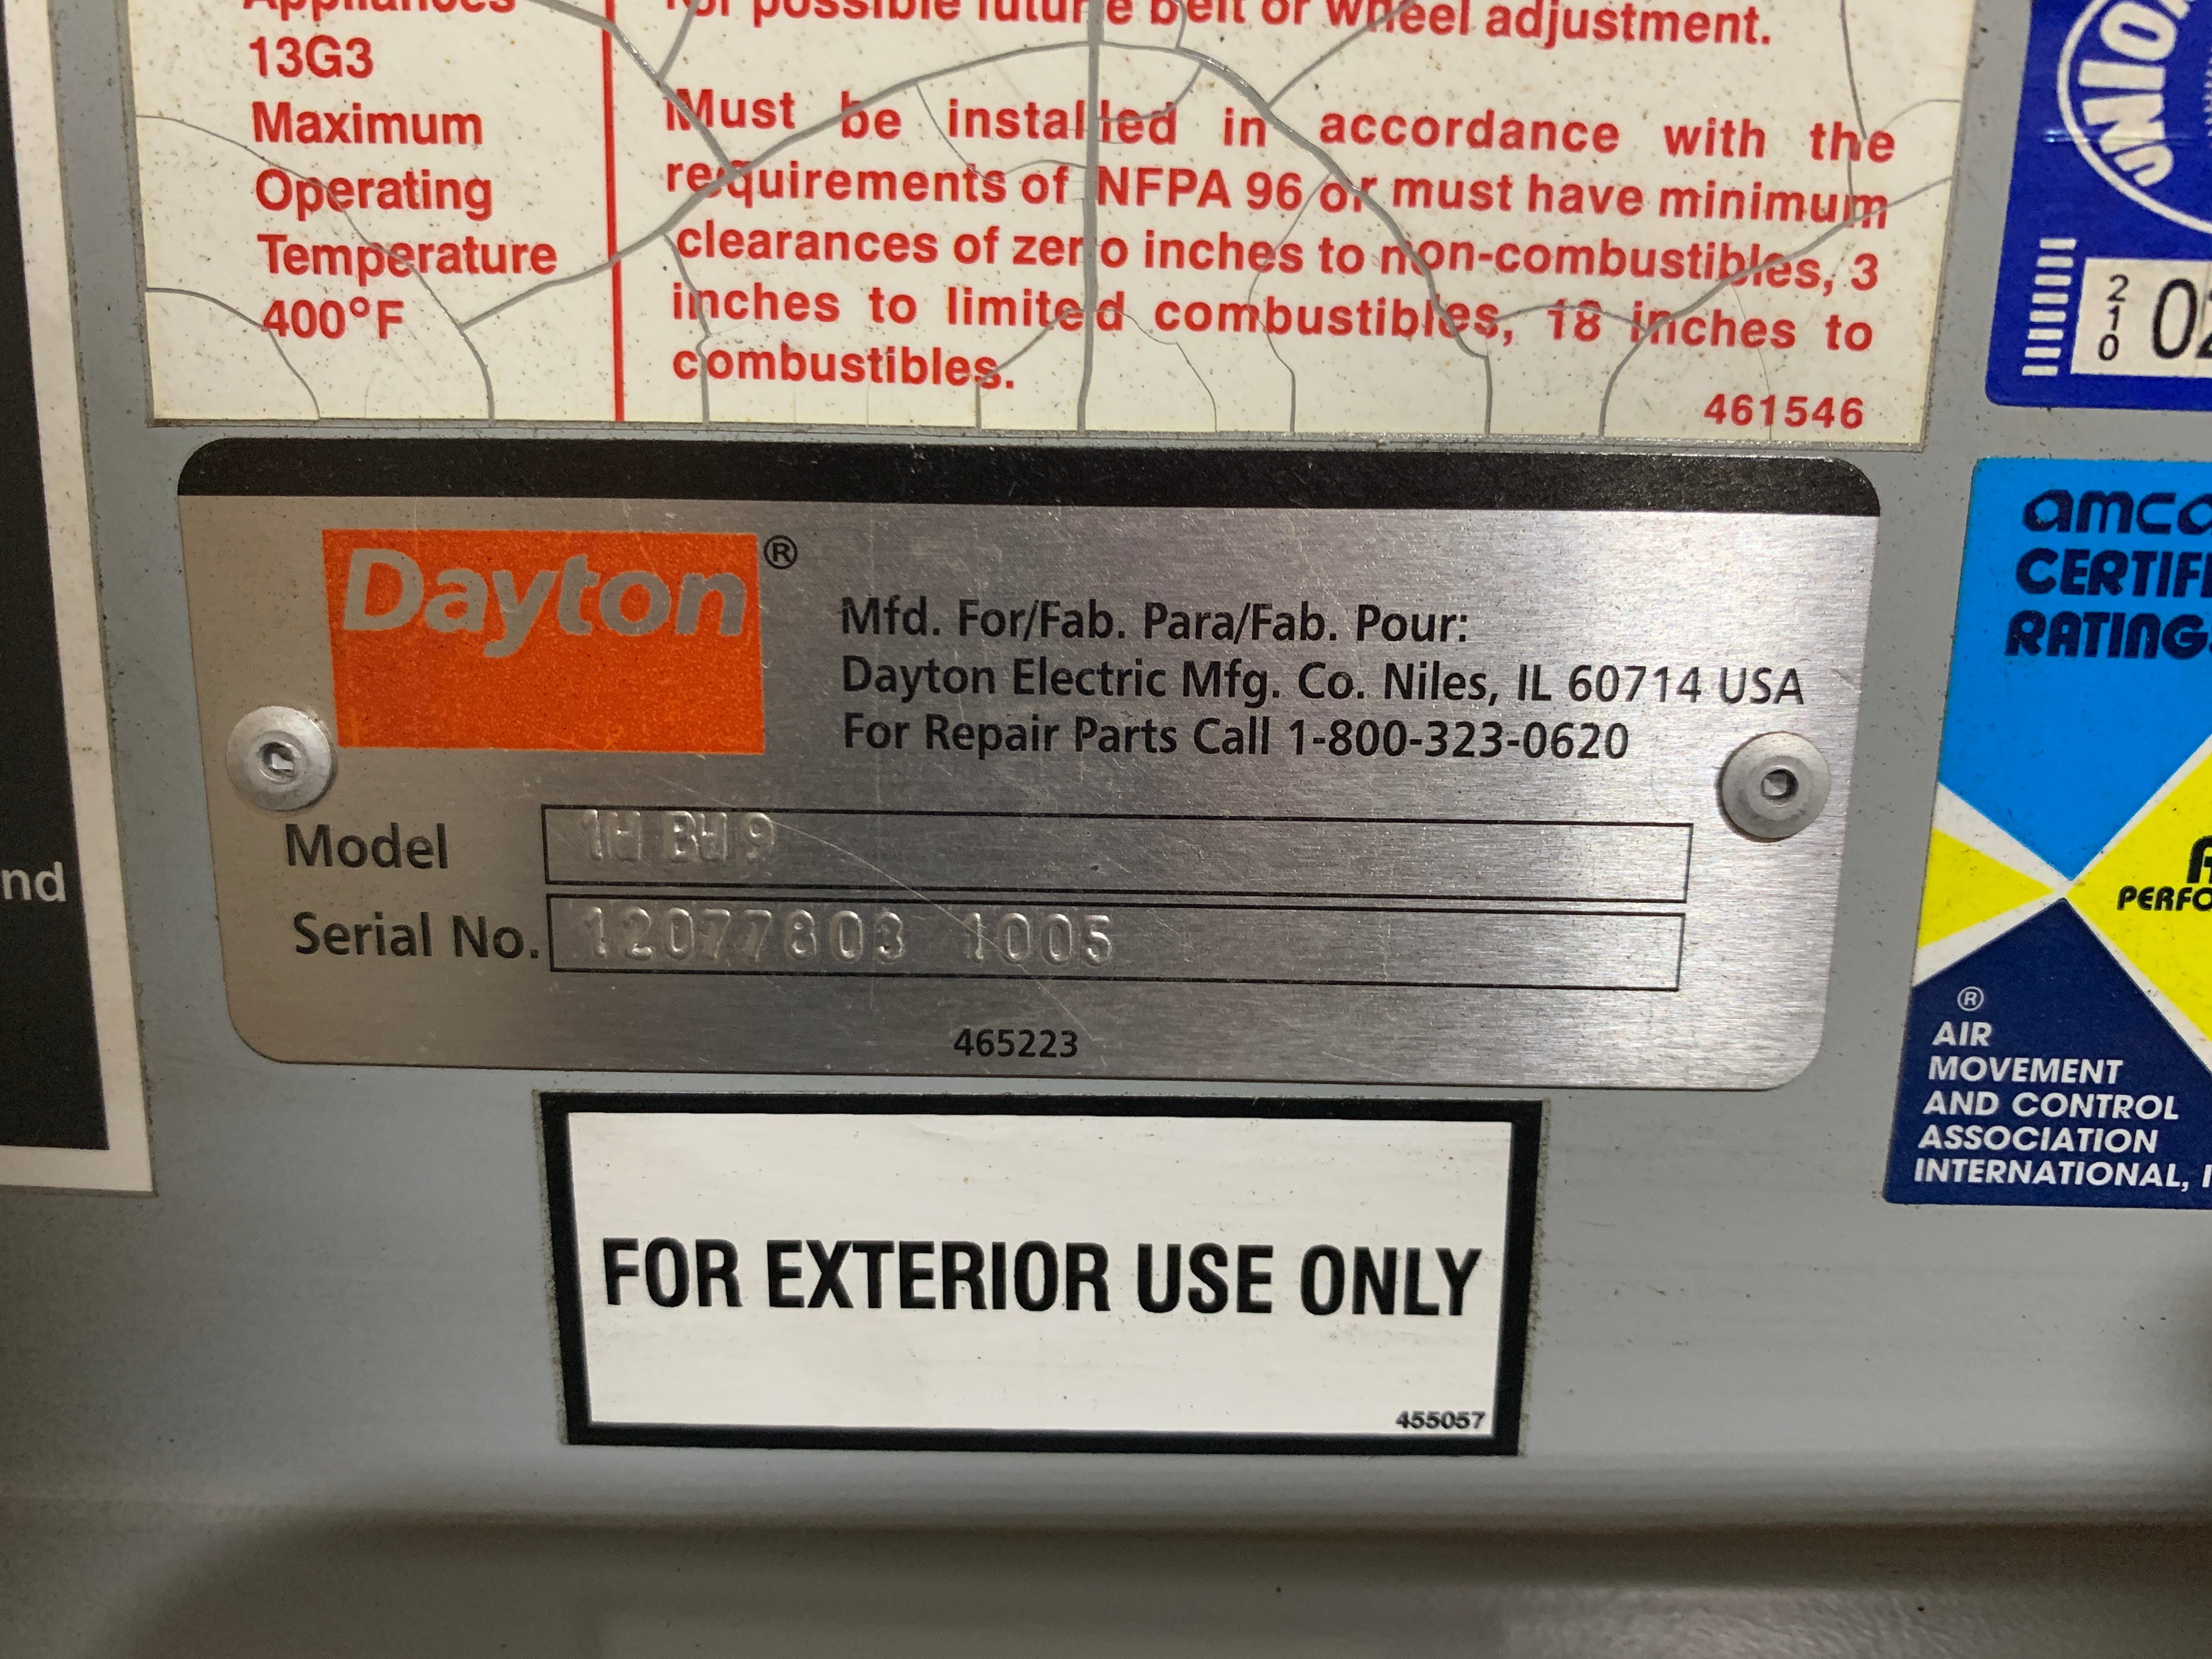 13G3
Maximum
Operating
Temperature
400°F
for possible future belt or wheel adjustment.
Must be installed in accordance with the
requirements of NFPA 96 or must have minimum
clearances of zero inches to non-combustibles, 3
inches to limited combustibles, 18 inches to
combustibles.
461546
Dayton®
Mfd. For/Fab. Para/Fab. Pour:
Dayton Electric Mfg. Co. Niles, IL 60714 USA
For Repair Parts Call 1-800-323-0620
Model
Serial No. 12077803 1005
465223
FOR EXTERIOR USE ONLY
455057
nd
UNION
210
amca
CERTIF
RATING
PERFO
®
AIR
MOVEMENT
AND CONTROL
ASSOCIATION
INTERNATIONAL, I